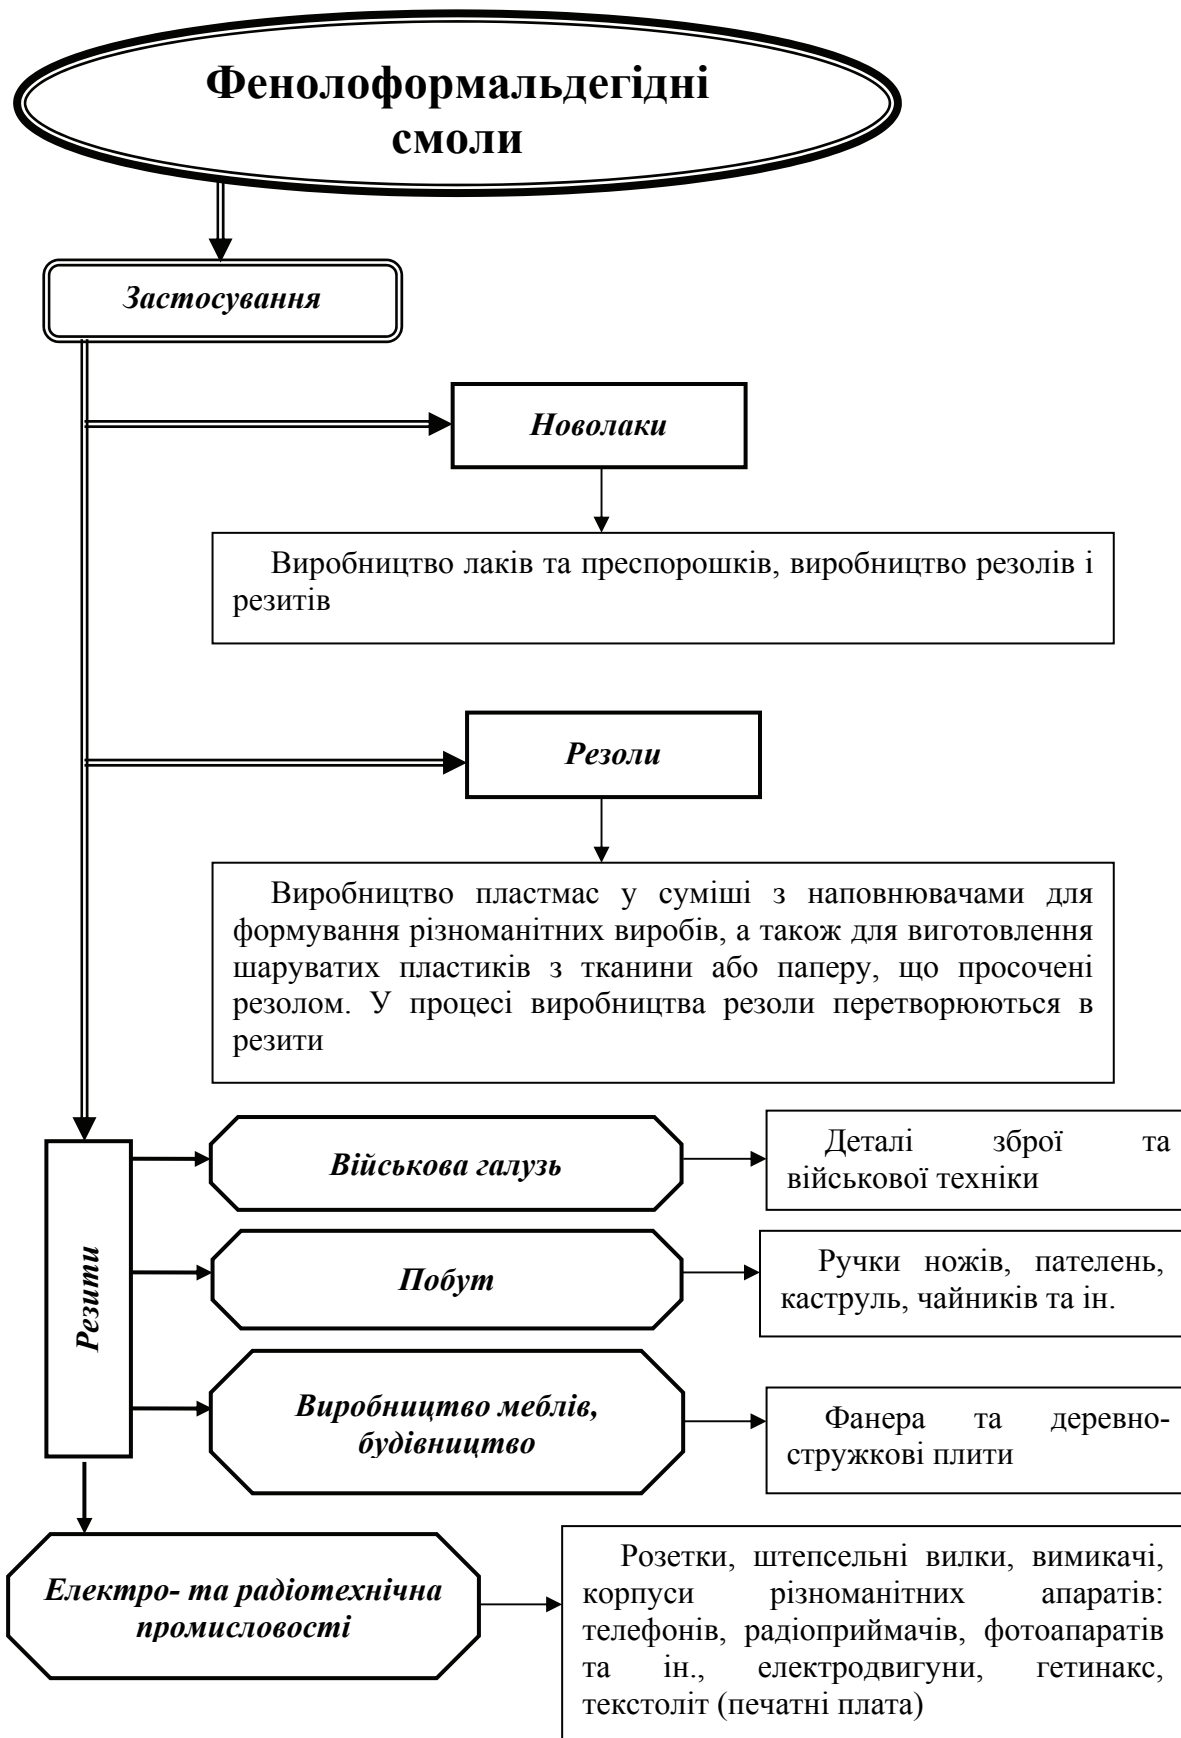 Фенолоформальдегідні
смоли
Застосування
Новолаки
Виробництво лаків та преспорошків, виробництво резолів і
резитів
Резоли
Виробництво пластмас у суміші з наповнювачами для
формування різноманітних виробів, а також для виготовлення
шаруватих пластиків з тканини або паперу, що просочені
резолом. У процесі виробництва резоли перетворюються в
резити
Резити
Військова галузь
Деталі зброї та
військової техніки
Побут
Ручки ножів, пателень,
каструль, чайників та ін.
Виробництво меблів,
будівництво
Фанера та деревно-
стружкові плити
Електро- та радіотехнічна
промисловості
Розетки, штепсельні вилки, вимикачі,
корпуси різноманітних апаратів:
телефонів, радіоприймачів, фотоапаратів
та ін., електродвигуни, гетинакс,
текстоліт (печатні плата)